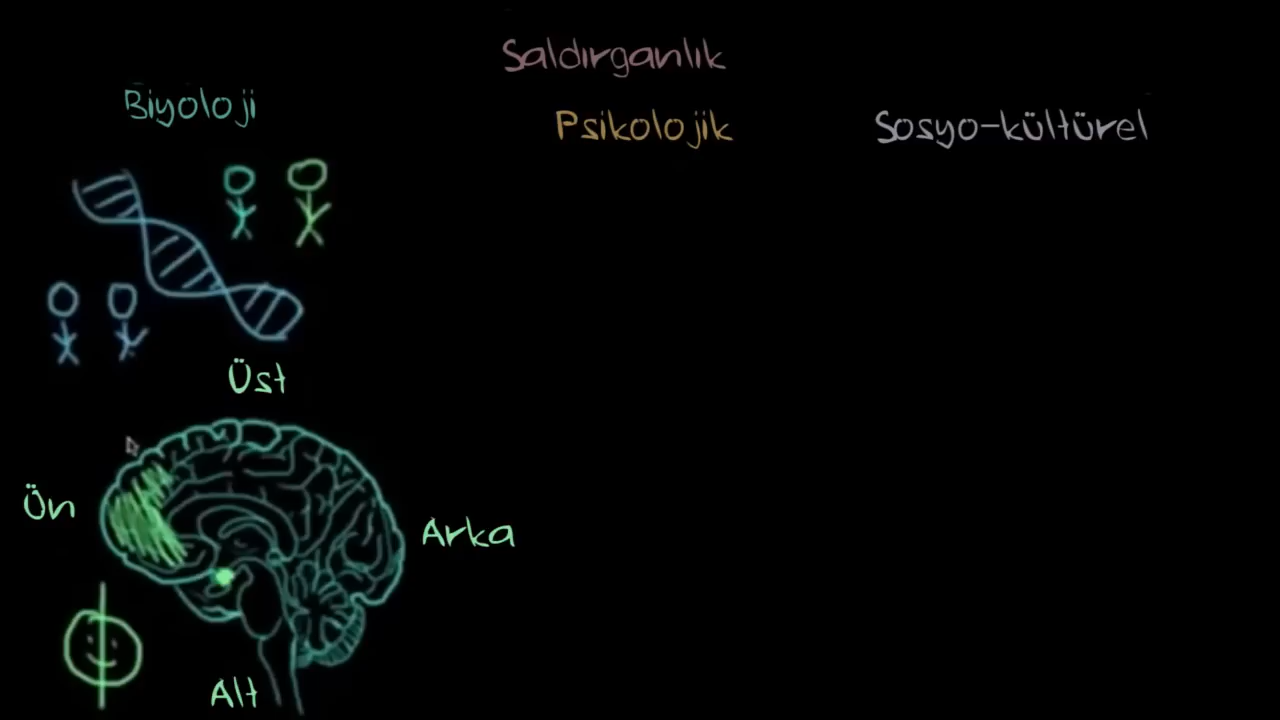 Saldırganlık
Biyoloji
Psikolojik
Sosyo-kültürel
Üst
Ön
Arka
Alt